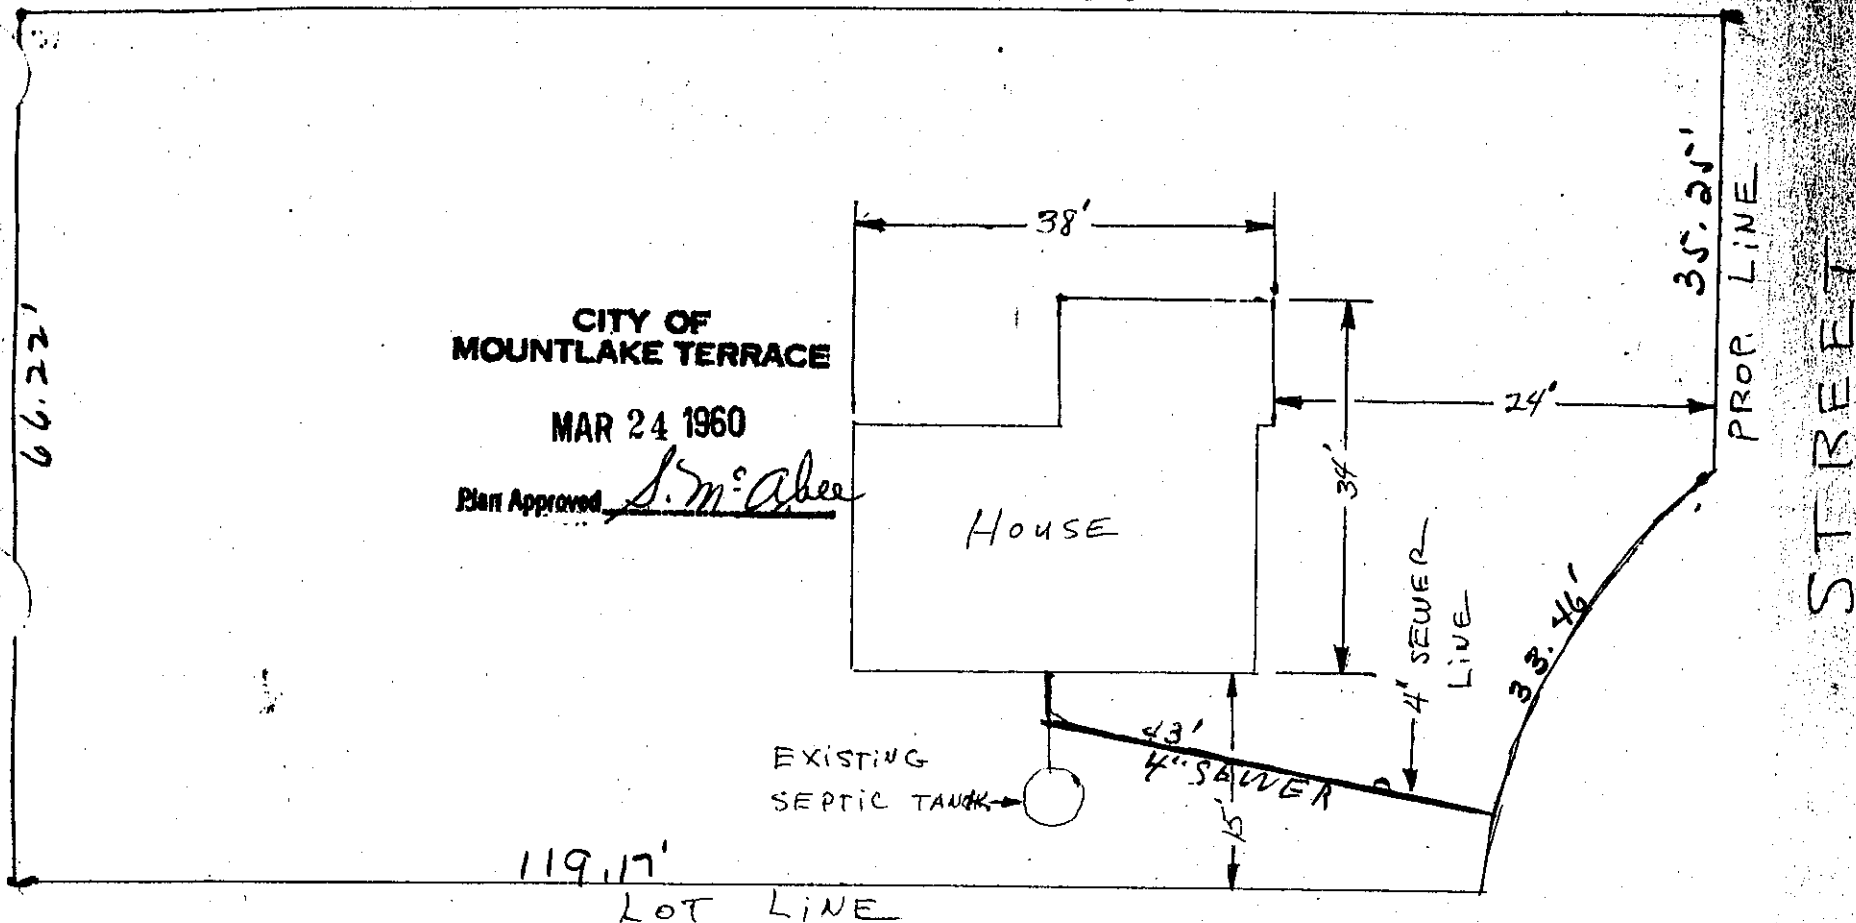 38'
35.25'
PROP. LINE
STREET
66.22'
CITY OF
MOUNTLAKE TERRACE
MAR 24 1960
Plan Approved S. McAbee
24'
34'
HOUSE
4" SEWER
LINE
33.46'
43'
4" SEWER
EXISTING
SEPTIC TANK
15'
119.17'
LOT LINE